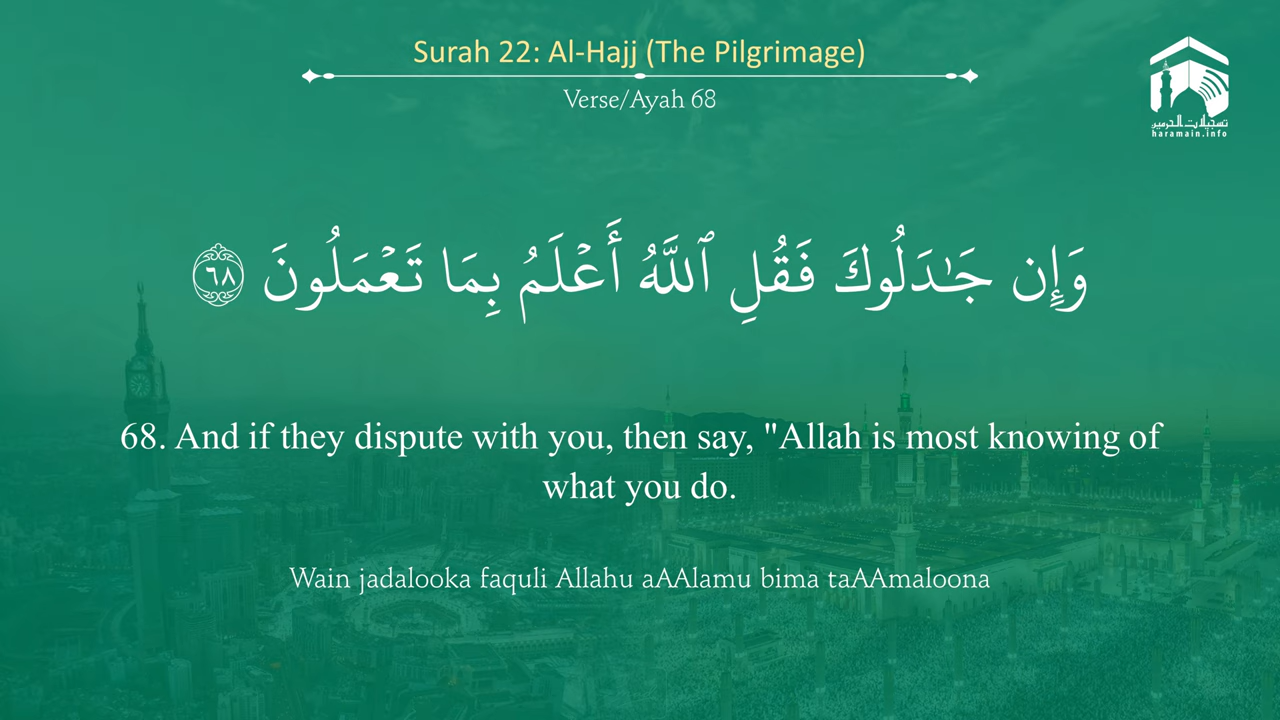 Surah 22: Al-Hajj (The Pilgrimage)
Verse/Ayah 68
تسجيلات الحرمين
haramain.info
وَإِن جَـٰدَلُوكَ فَقُلِ ٱللَّهُ أَعْلَمُ بِمَا تَعْمَلُونَ ٦٨
68. And if they dispute with you, then say, "Allah is most knowing of
what you do.
Wain jadalooka faquli Allahu aAAlamu bima taAAmaloona